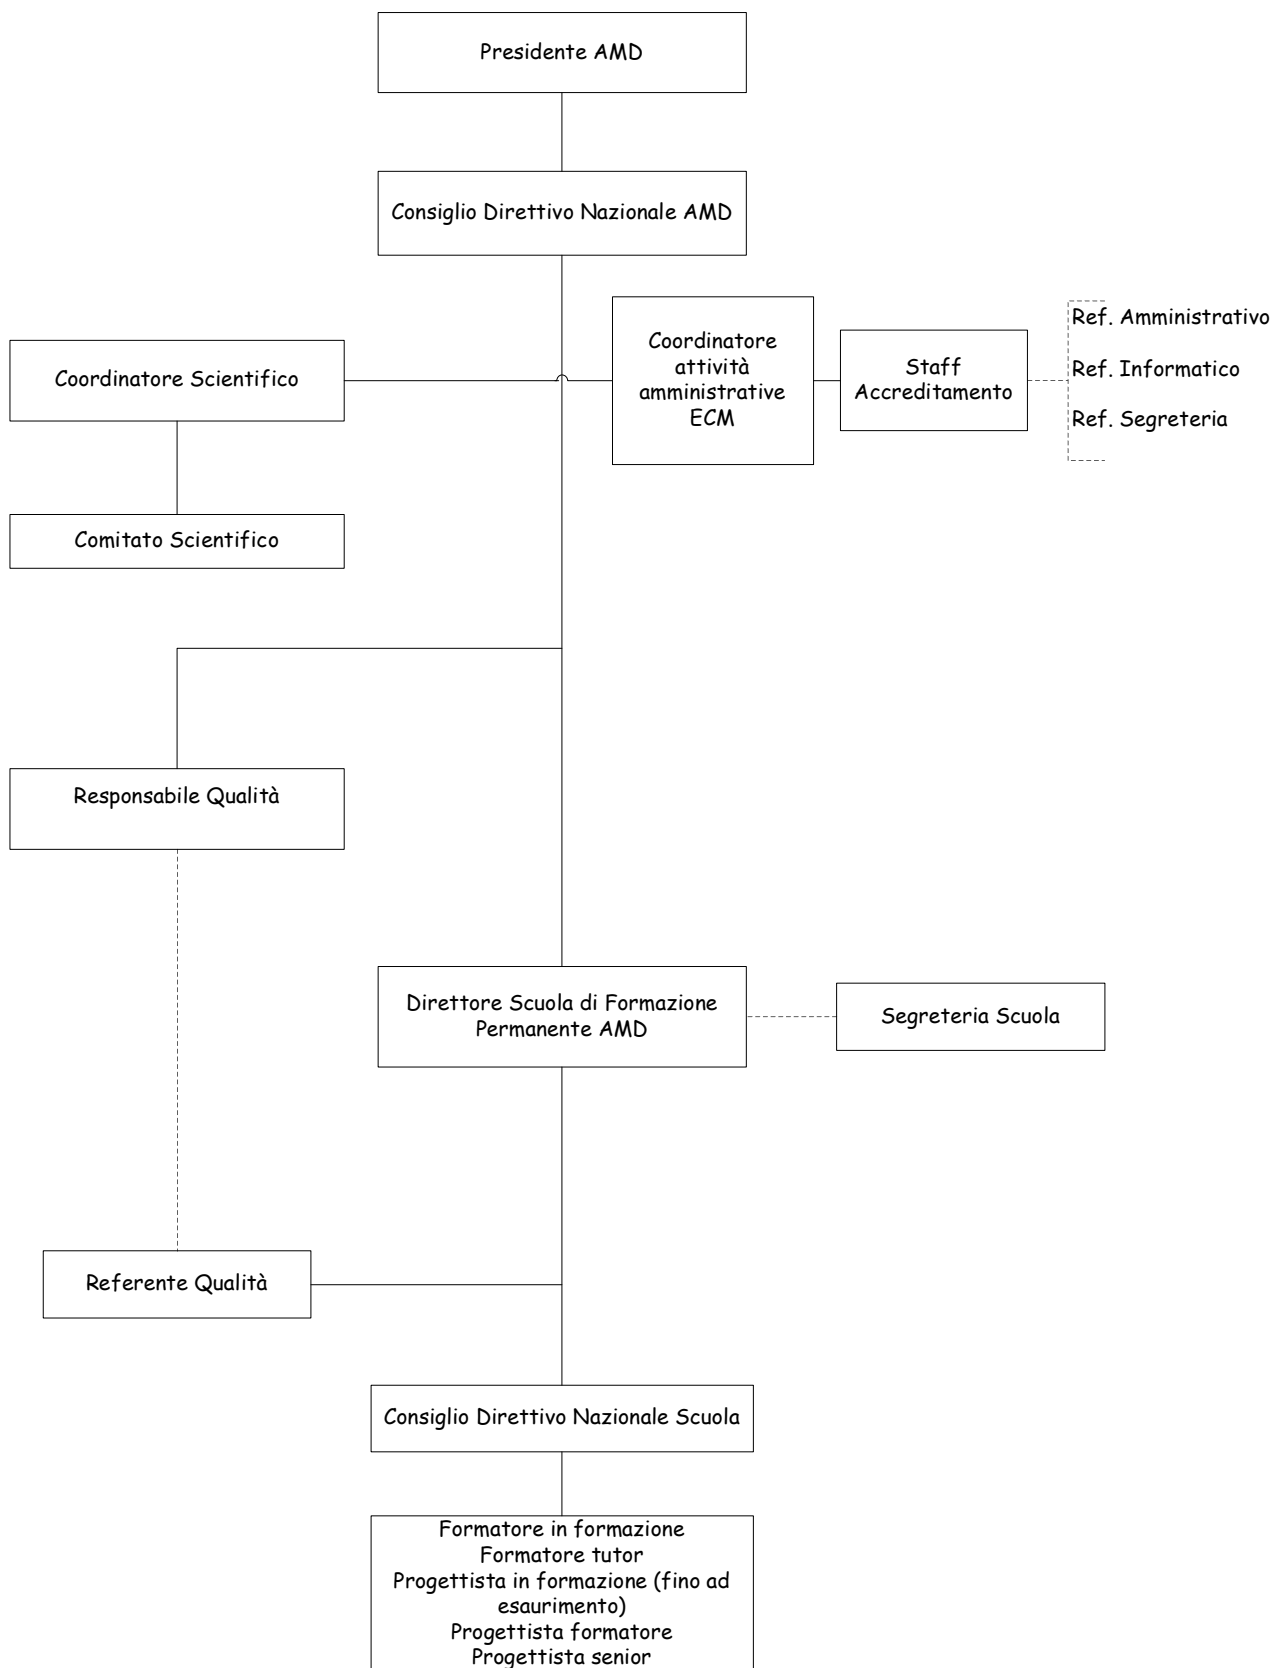 Presidente AMD
Consiglio Direttivo Nazionale AMD
Coordinatore Scientifico
Coordinatore
attività
amministrative
ECM
Staff
Accreditamento
Ref. Amministrativo
Ref. Informatico
Ref. Segreteria
Comitato Scientifico
Responsabile Qualità
Direttore Scuola di Formazione
Permanente AMD
Segreteria Scuola
Referente Qualità
Consiglio Direttivo Nazionale Scuola
Formatore in formazione
Formatore tutor
Progettista in formazione (fino ad
esaurimento)
Progettista formatore
Progettista senior